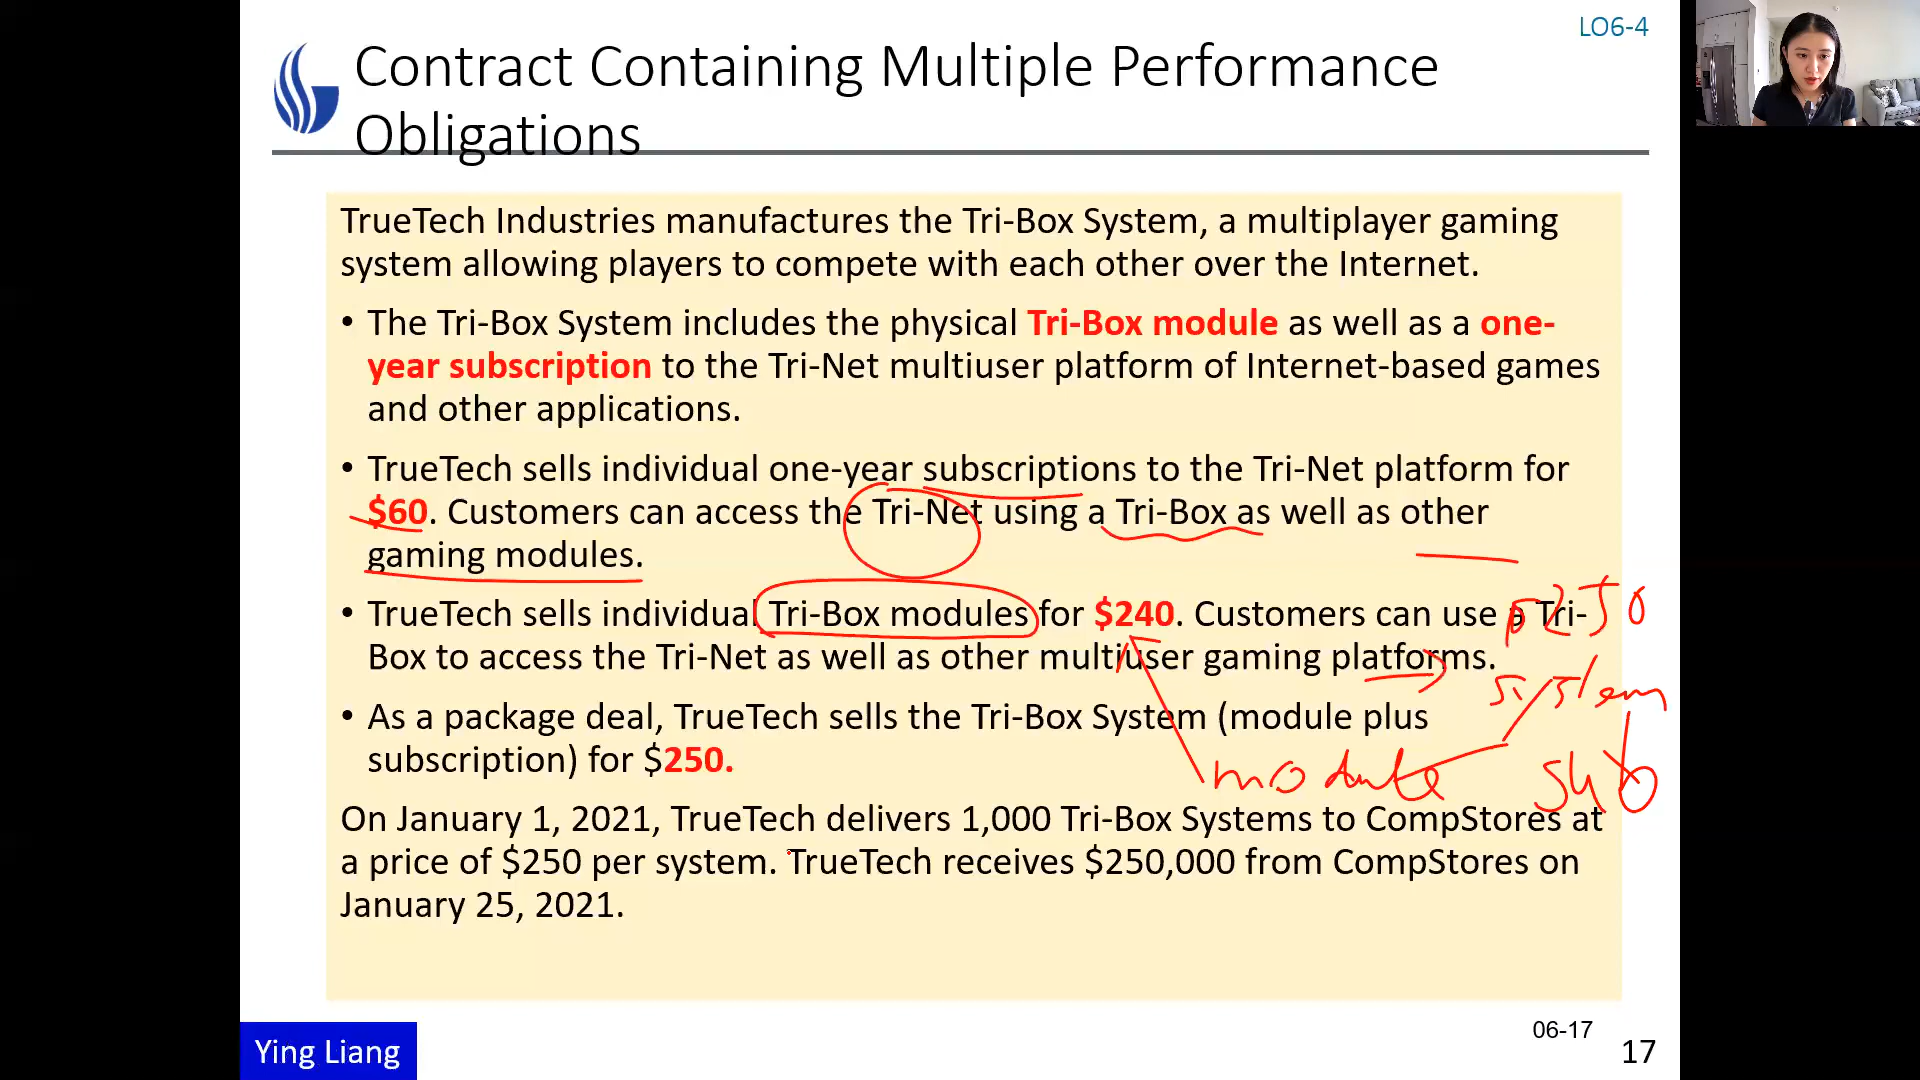 LO6-4
Contract Containing Multiple Performance
Obligations
TrueTech Industries manufactures the Tri-Box System, a multiplayer gaming
system allowing players to compete with each other over the Internet.
• The Tri-Box System includes the physical Tri-Box module as well as a one-
year subscription to the Tri-Net multiuser platform of Internet-based games
and other applications.
• TrueTech sells individual one-year subscriptions to the Tri-Net platform for
$60. Customers can access the Tri-Net using a Tri-Box as well as other
gaming modules.
• TrueTech sells individual Tri-Box modules for $240. Customers can use a Tri-
Box to access the Tri-Net as well as other multiuser gaming platforms.
• As a package deal, TrueTech sells the Tri-Box System (module plus
subscription) for $250.
On January 1, 2021, TrueTech delivers 1,000 Tri-Box Systems to CompStores at
a price of $250 per system. TrueTech receives $250,000 from CompStores on
January 25, 2021.
250
system
module sub
06-17
17
Ying Liang